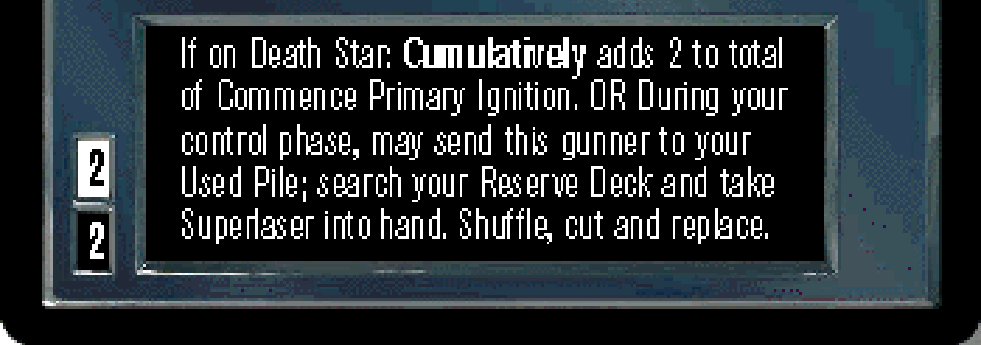 If on Death Star: Cumulatively adds 2 to total
of Commence Primary Ignition. OR During your
control phase, may send this gunner to your
Used Pile; search your Reserve Deck and take
Superlaser into hand. Shuffle, cut and replace.
2
2